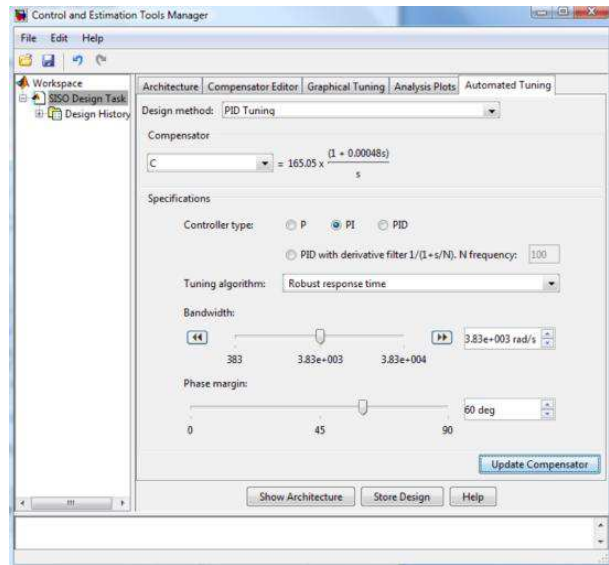 Control and Estimation Tools Manager
File Edit Help
Workspace
SISO Design Task
Design History
Architecture Compensator Editor Graphical Tuning Analysis Plots Automated Tuning
Design method: PID Tuning
Compensator
C = 165.05 x (1 + 0.00048s)
s
Specifications
Controller type: P PI PID
PID with derivative filter 1/(1+s/N). N frequency: 100
Tuning algorithm: Robust response time
Bandwidth:
3.83e+003 rad/s
383 3.83e+003 3.83e+004
Phase margin:
60 deg
0 45 90
Update Compensator
Show Architecture Store Design Help